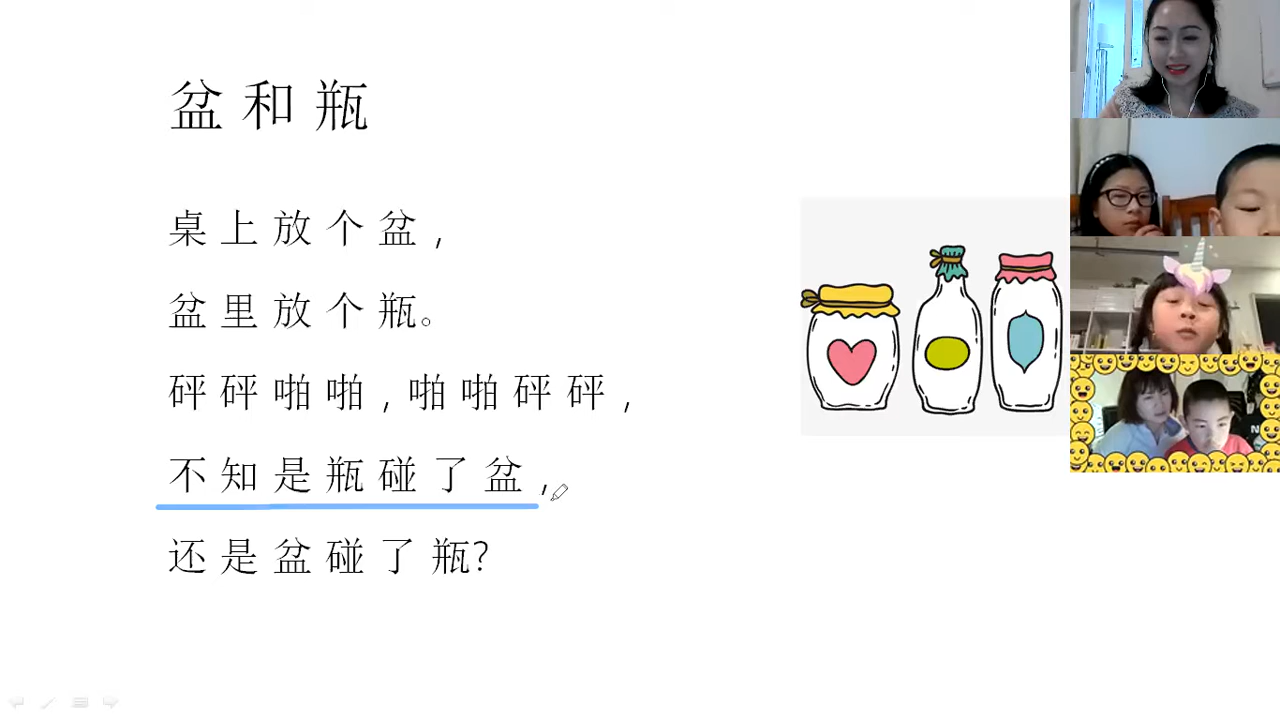 盆和瓶
桌上放个盆,
盆里放个瓶。
砰砰啪啪,啪啪砰砰,
不知是瓶碰了盆,
还是盆碰了瓶?
N